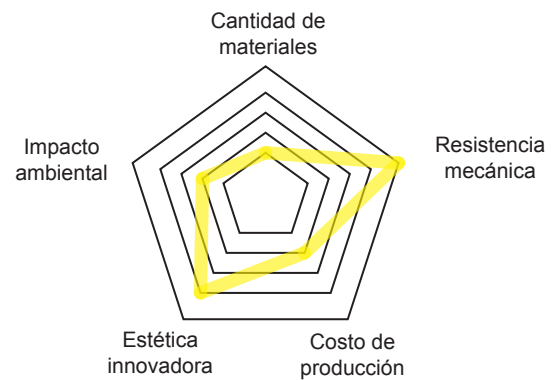 Cantidad de
materiales
Impacto
ambiental
Resistencia
mecánica
Estética
innovadora
Costo de
producción